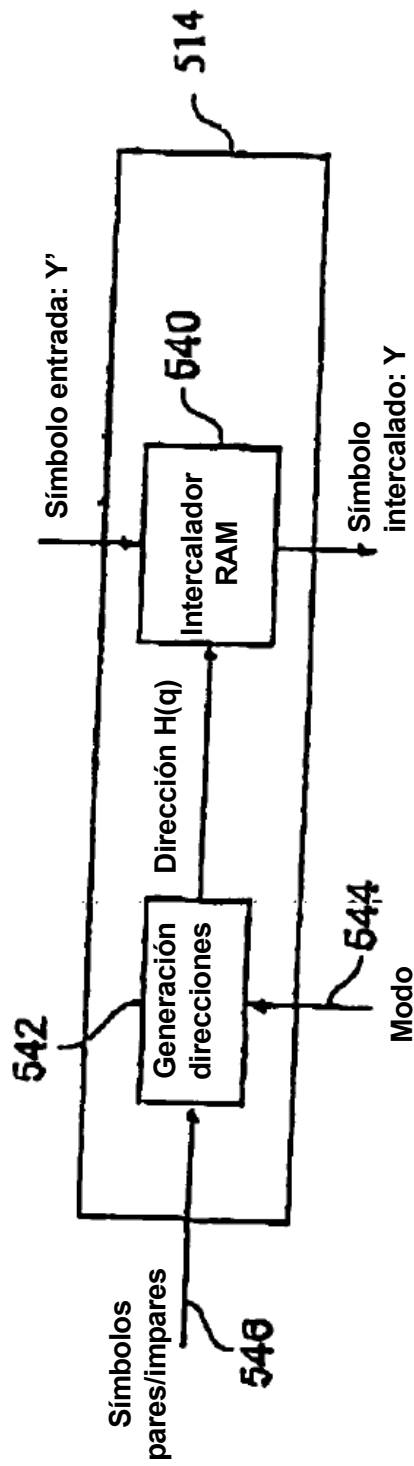 Símbolo entrada: Y'
514
542
540
Generación
direcciones
Dirección H(q)
Intercalador
RAM
Símbolos
pares/impares
546
544
Modo
Símbolo
intercalado: Y